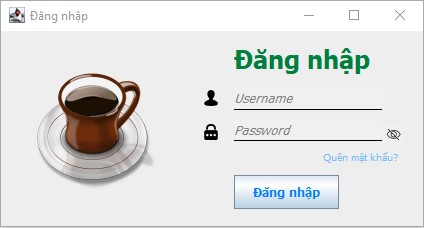 Đăng nhập
Đăng nhập
Username
Password
Quên mật khẩu?
Đăng nhập